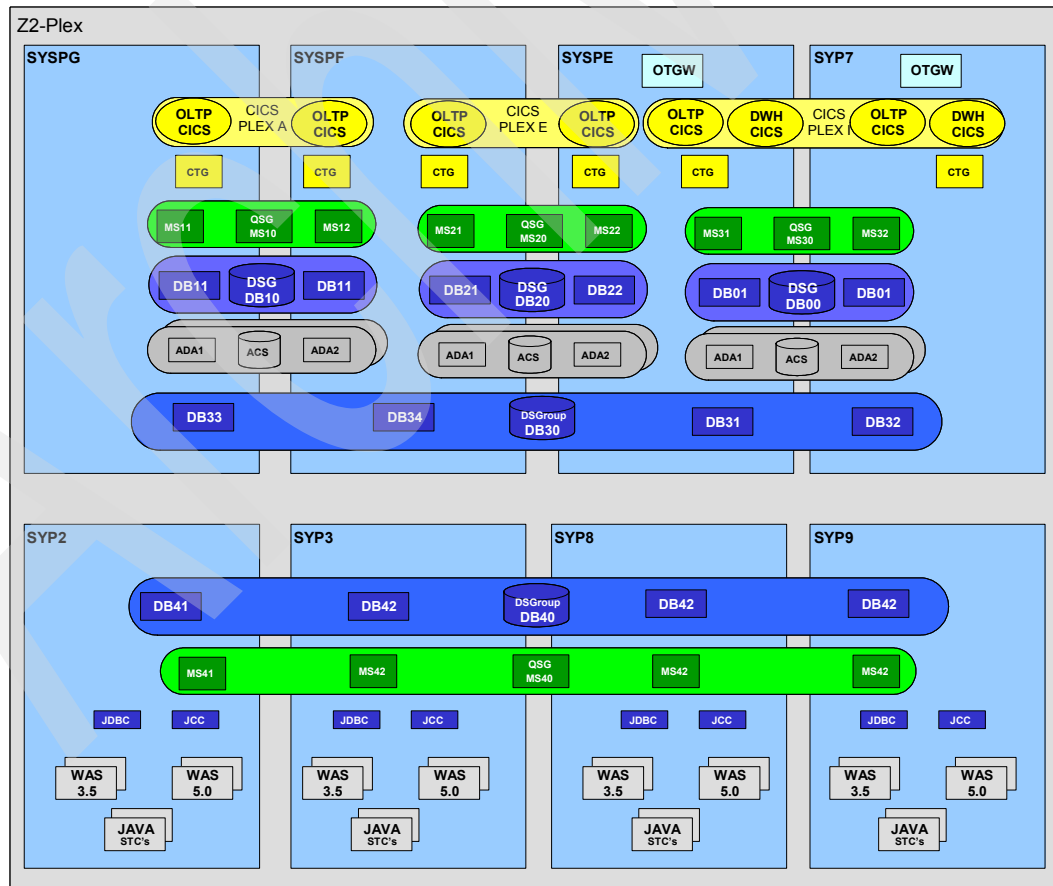 Z2-Plex
SYSPG
SYSPF
SYSPE
SYP7
OTGW
OTGW
OLTP CICS
CICS PLEX A
OLTP CICS
OLTP CICS
CICS PLEX E
OLTP CICS
OLTP CICS
DWH CICS
CICS PLEX
OLTP CICS
DWH CICS
CTG
CTG
CTG
CTG
CTG
CTG
MS11
QSG MS10
MS12
MS21
QSG MS20
MS22
MS31
QSG MS30
MS32
DB11
DSG DB10
DB11
DB21
DSG DB20
DB22
DB01
DSG DB00
DB01
ADA1
ACS
ADA2
ADA1
ACS
ADA2
ADA1
ACS
ADA2
DB33
DB34
DSGroup DB30
DB31
DB32
SYP2
SYP3
SYP8
SYP9
DB41
DB42
DSGroup DB40
DB42
DB42
MS41
MS42
QSG MS40
MS42
MS42
JDBC
JCC
JDBC
JCC
JDBC
JCC
JDBC
JCC
WAS 3.5
WAS 5.0
WAS 3.5
WAS 5.0
WAS 3.5
WAS 5.0
WAS 3.5
WAS 5.0
JAVA STC's
JAVA STC's
JAVA STC's
JAVA STC's